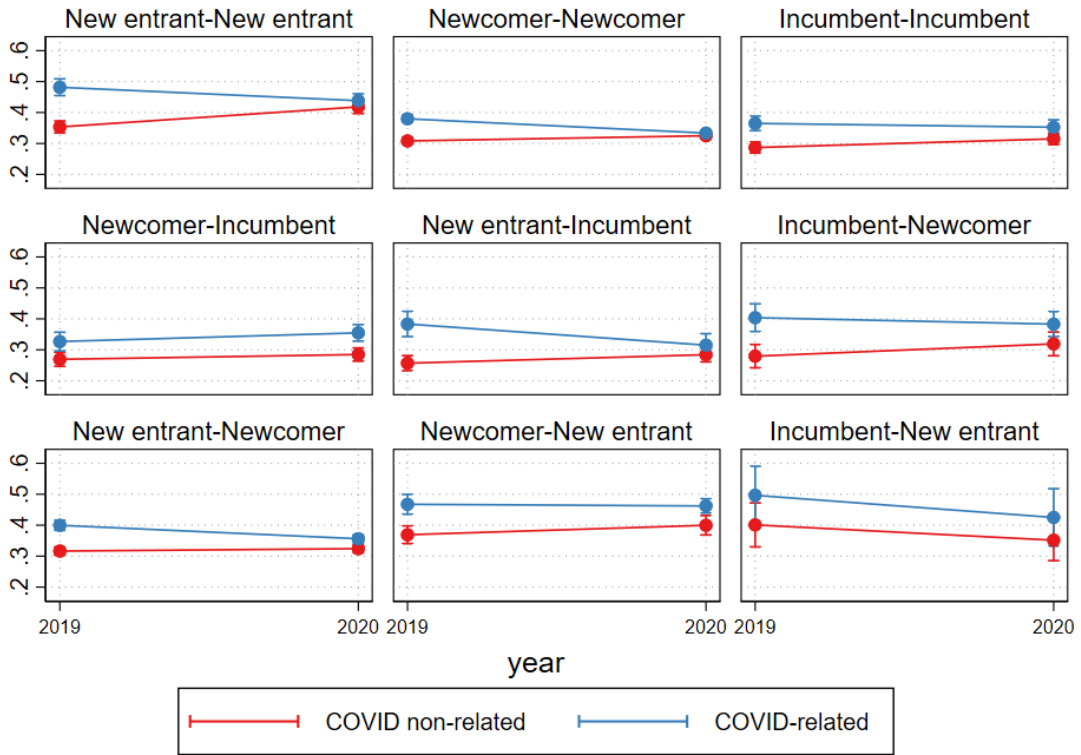 New entrant-New entrant
Newcomer-Newcomer
Incumbent-Incumbent
.6
.5
.4
.3
.2
Newcomer-Incumbent
New entrant-Incumbent
Incumbent-Newcomer
.6
.5
.4
.3
.2
New entrant-Newcomer
Newcomer-New entrant
Incumbent-New entrant
.6
.5
.4
.3
.2
2019
2020
2019
2020
2019
2020
year
COVID non-related
COVID-related